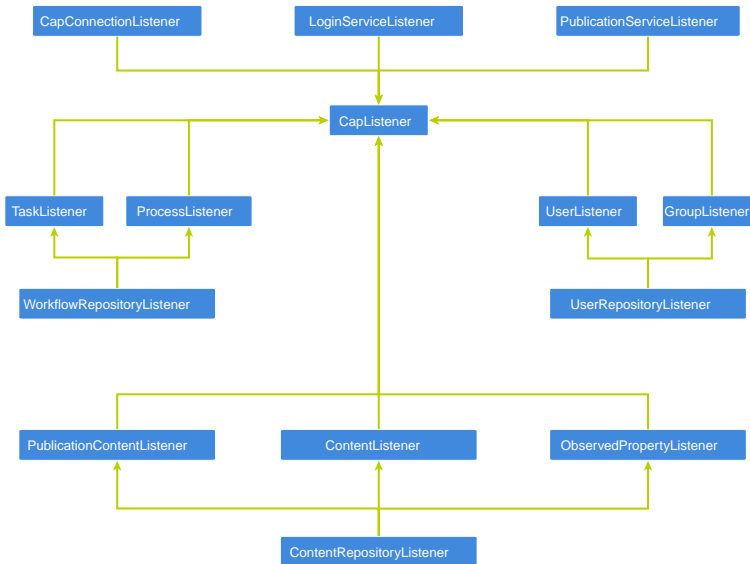 CapConnectionListener
LoginServiceListener
PublicationServiceListener
CapListener
TaskListener
ProcessListener
UserListener
GroupListener
WorkflowRepositoryListener
UserRepositoryListener
PublicationContentListener
ContentListener
ObservedPropertyListener
ContentRepositoryListener